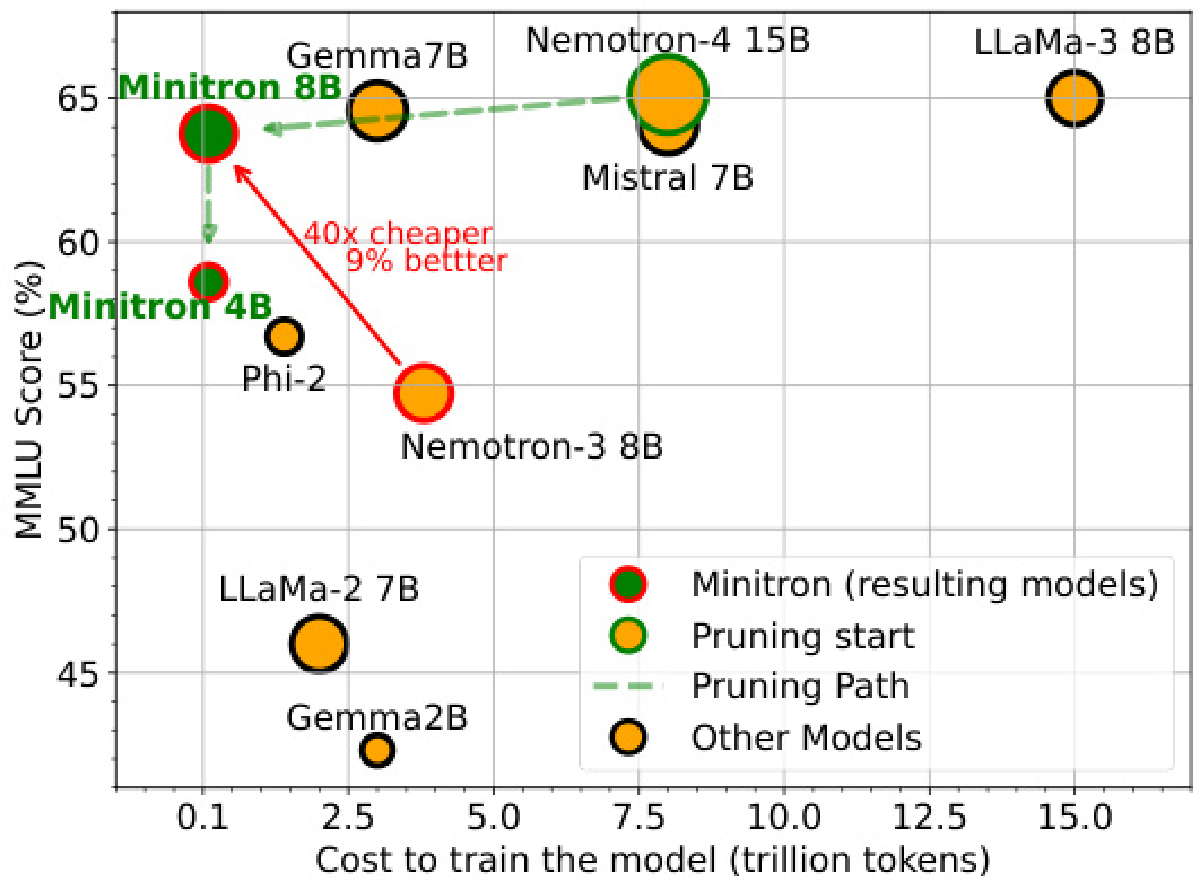 Nemotron-4 15B
LLaMa-3 8B
Gemma7B
Minitron 8B
65
Mistral 7B
40x cheaper
9% bettter
60
Minitron 4B
Phi-2
55
Nemotron-3 8B
MMLU Score (%)
50
LLaMa-2 7B
Minitron (resulting models)
Pruning start
45
Pruning Path
Gemma2B
Other Models
0.1 2.5 5.0 7.5 10.0 12.5 15.0
Cost to train the model (trillion tokens)